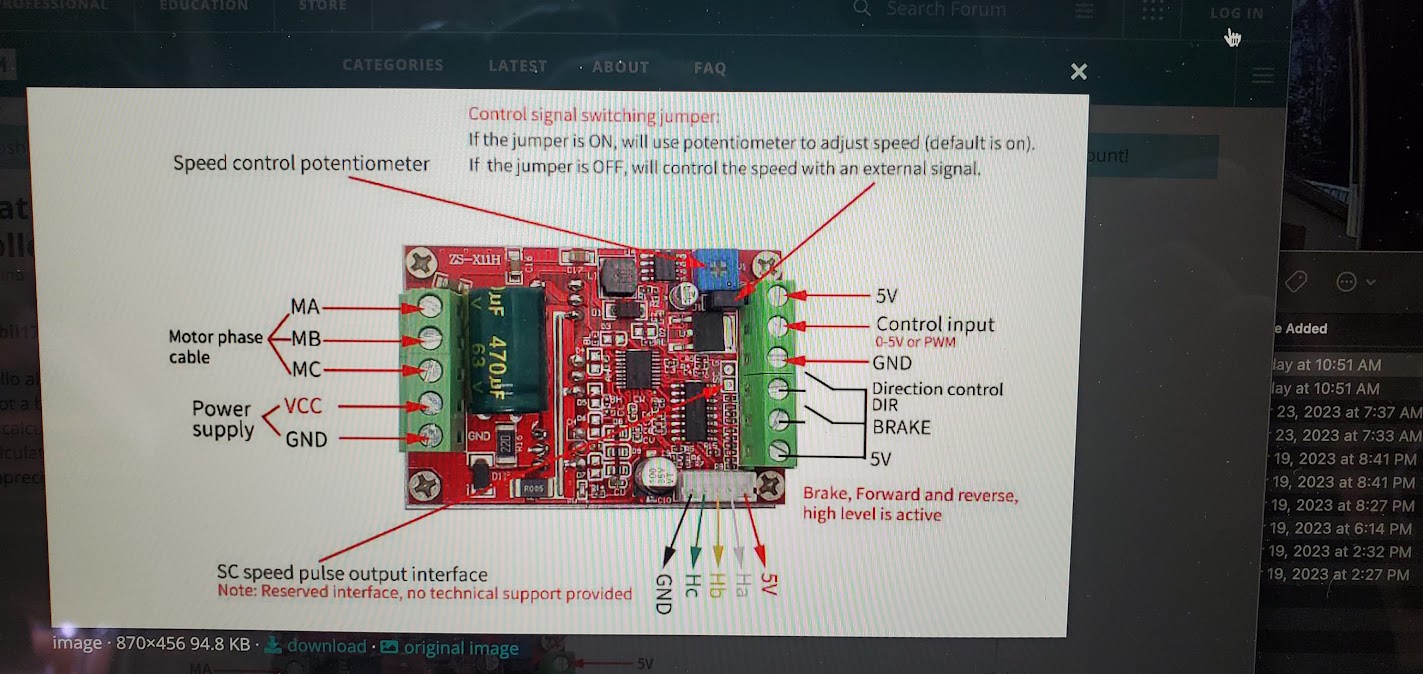 PROFESSIONAL
EDUCATION
STORE
Search Forum
LOG IN
CATEGORIES
LATEST
ABOUT
FAQ
Control signal switching jumper:
If the jumper is ON, will use potentiometer to adjust speed (default is on).
If the jumper is OFF, will control the speed with an external signal.
Speed control potentiometer
ZS-X11H
C16
C17
MA
MB
MC
Motor phase
cable
Power
supply
VCC
GND
470μF
63
GND
220
R005
5V
Control input
0-5V or PWM
GND
Direction control
DIR
BRAKE
5V
Brake, Forward and reverse,
high level is active
GND
Hc
Hb
Ha
5V
SC speed pulse output interface
Note: Reserved interface, no technical support provided
image · 870×456 94.8 KB · download · original image
MA
5V
ount!
e Added
lay at 10:51 AM
lay at 10:51 AM
23, 2023 at 7:37 AM
23, 2023 at 7:33 AM
19, 2023 at 8:41 PM
19, 2023 at 8:41 PM
19, 2023 at 8:27 PM
19, 2023 at 6:14 PM
19, 2023 at 2:32 PM
19, 2023 at 2:27 PM